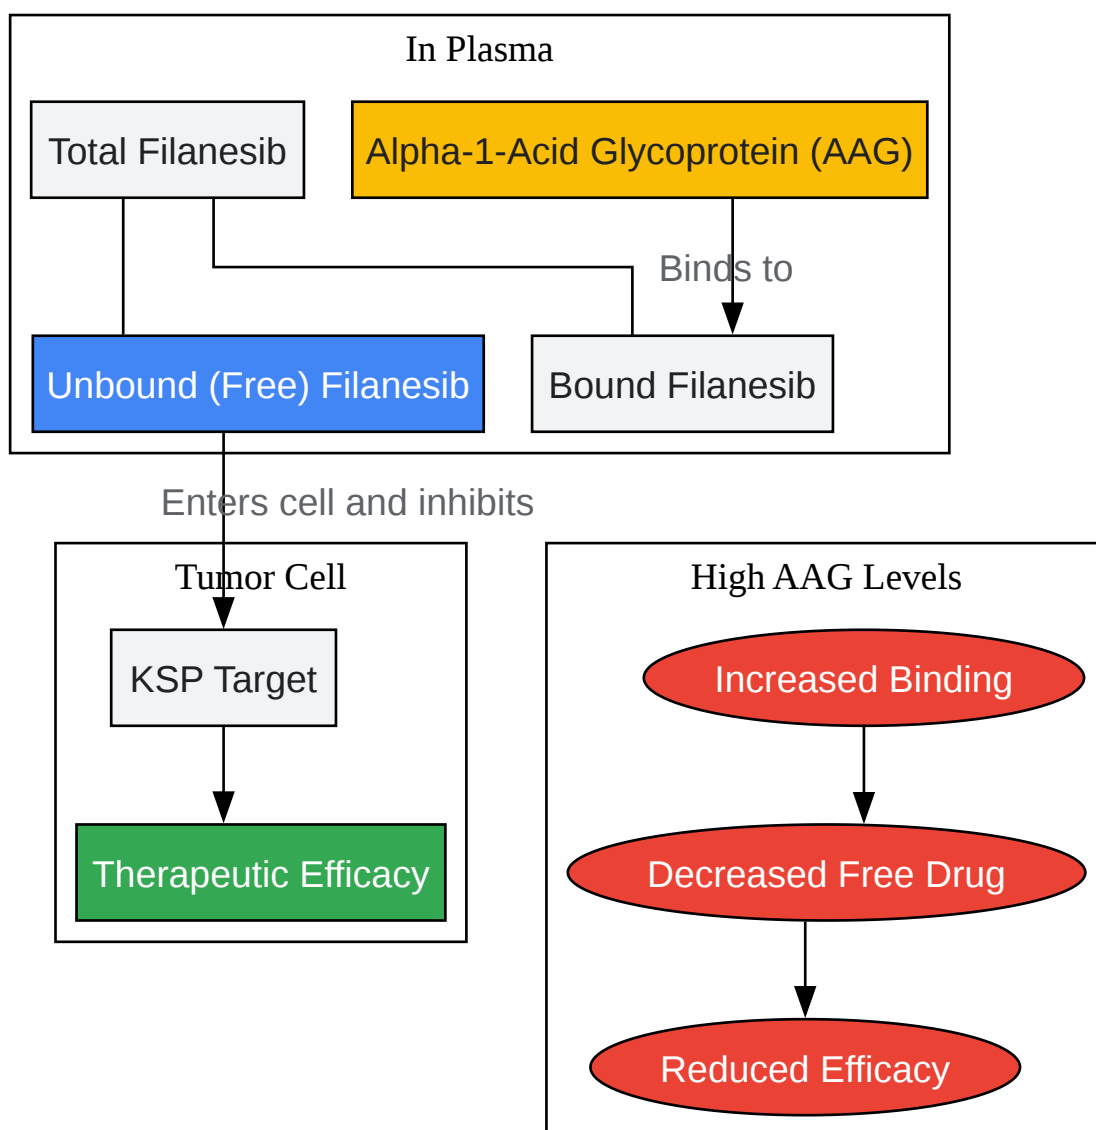 In Plasma
Total Filanesib
Alpha-1-Acid Glycoprotein (AAG)
Binds to
Unbound (Free) Filanesib
Bound Filanesib
Enters cell and inhibits
Tumor Cell
KSP Target
Therapeutic Efficacy
High AAG Levels
Increased Binding
Decreased Free Drug
Reduced Efficacy